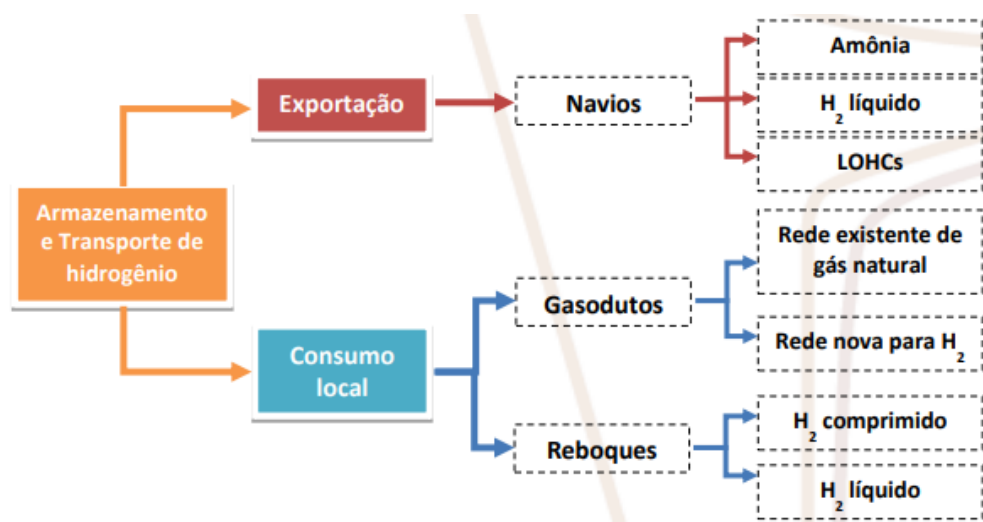 Armazenamento
e Transporte de
hidrogênio
Exportação
Navios
Amônia
H₂ líquido
LOHCs
Consumo
local
Gasodutos
Rede existente de
gás natural
Rede nova para H₂
Reboques
H₂ comprimido
H₂ líquido